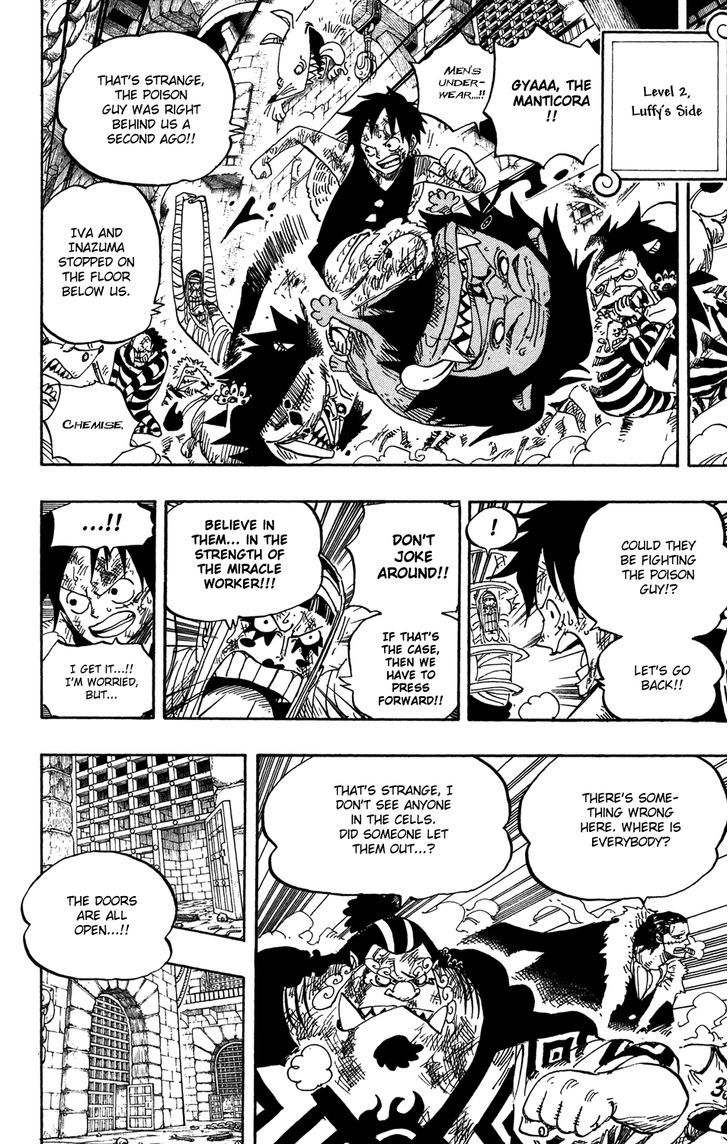 Level 2,
Luffy's Side
GYAAA, THE
MANTICORA
!!
MEN'S
UNDER-
WEAR...!!
THAT'S STRANGE,
THE POISON
GUY WAS RIGHT
BEHIND US A
SECOND AGO!!
IVA AND
INAZUMA
STOPPED ON
THE FLOOR
BELOW US.
CHEMISE.
COULD THEY
BE FIGHTING
THE POISON
GUY!?
LET'S GO
BACK!!
!
DON'T
JOKE
AROUND!!
IF THAT'S
THE CASE,
THEN WE
HAVE TO
PRESS
FORWARD!!
BELIEVE IN
THEM... IN THE
STRENGTH OF
THE MIRACLE
WORKER!!!
...!!
I GET IT...!!
I'M WORRIED,
BUT...
THERE'S SOME-
THING WRONG
HERE. WHERE IS
EVERYBODY?
THAT'S STRANGE, I
DON'T SEE ANYONE
IN THE CELLS.
DID SOMEONE LET
THEM OUT...?
THE DOORS
ARE ALL
OPEN...!!